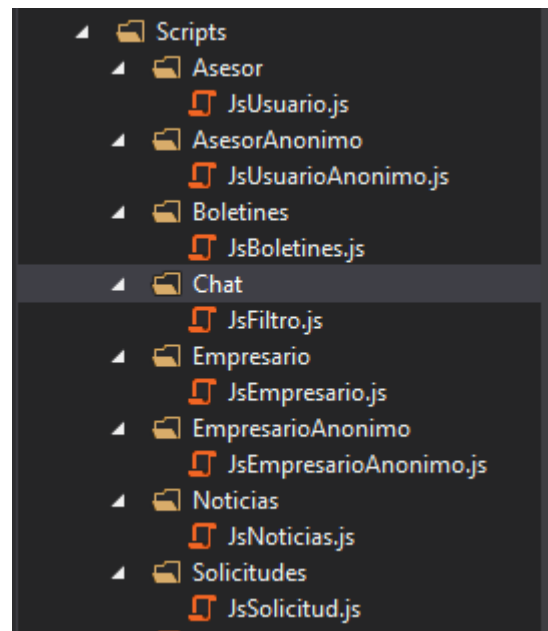 Scripts
Asesor
JsUsuario.js
AsesorAnonimo
JsUsuarioAnonimo.js
Boletines
JsBoletines.js
Chat
JsFiltro.js
Empresario
JsEmpresario.js
EmpresarioAnonimo
JsEmpresarioAnonimo.js
Noticias
JsNoticias.js
Solicitudes
JsSolicitud.js